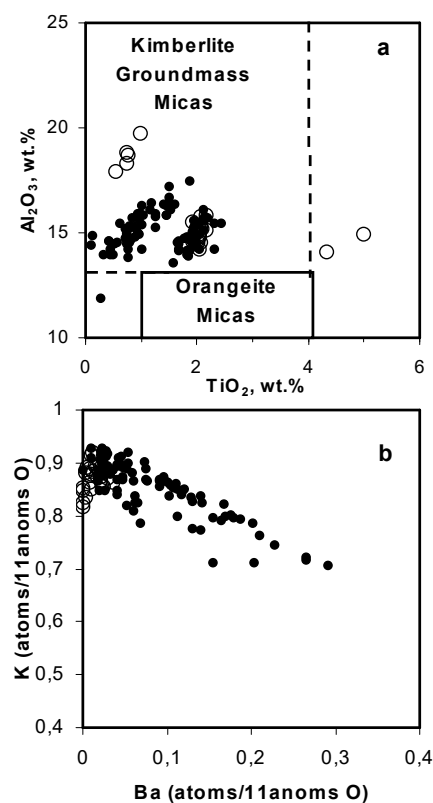 25
20
15
10
Al₂O₃, wt.%
Kimberlite
Groundmass
Micas
a
Orangeite
Micas
0
2
4
6
TiO₂, wt.%
1
0,9
0,8
0,7
0,6
0,5
0,4
K (atoms/11anoms O)
b
0
0,1
0,2
0,3
0,4
Ba (atoms/11anoms O)